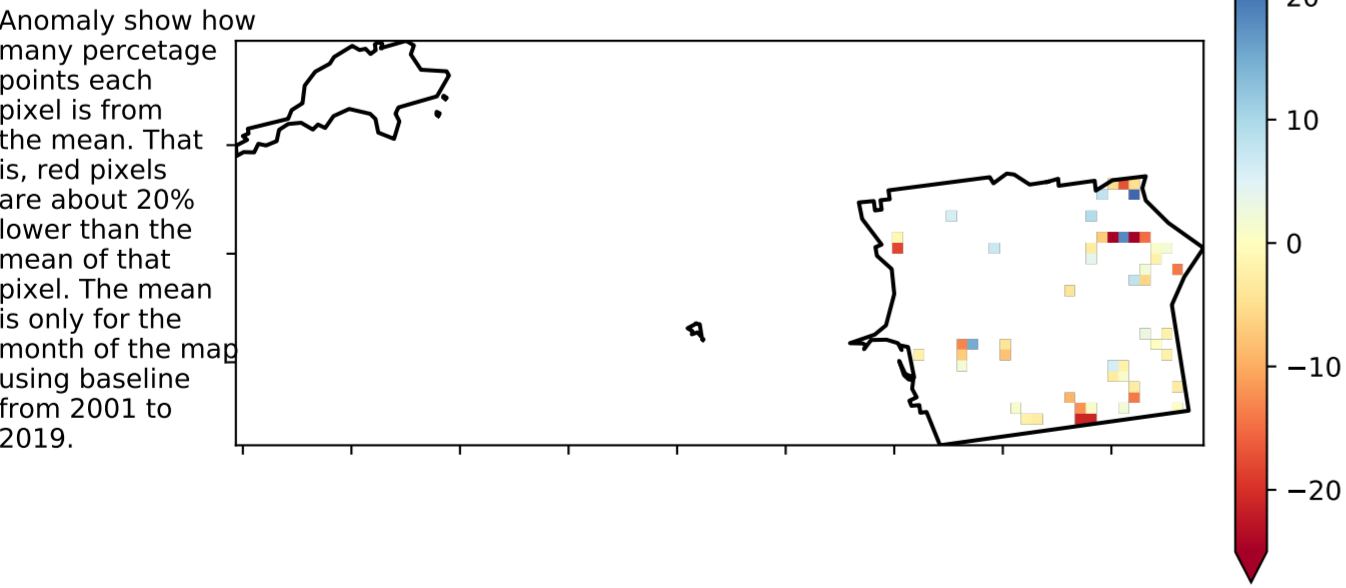 Anomaly show how
many percetage
points each
pixel is from
the mean. That
is, red pixels
are about 20%
lower than the
mean of that
pixel. The mean
is only for the
month of the map
using baseline
from 2001 to
2019.
20
10
0
−10
−20